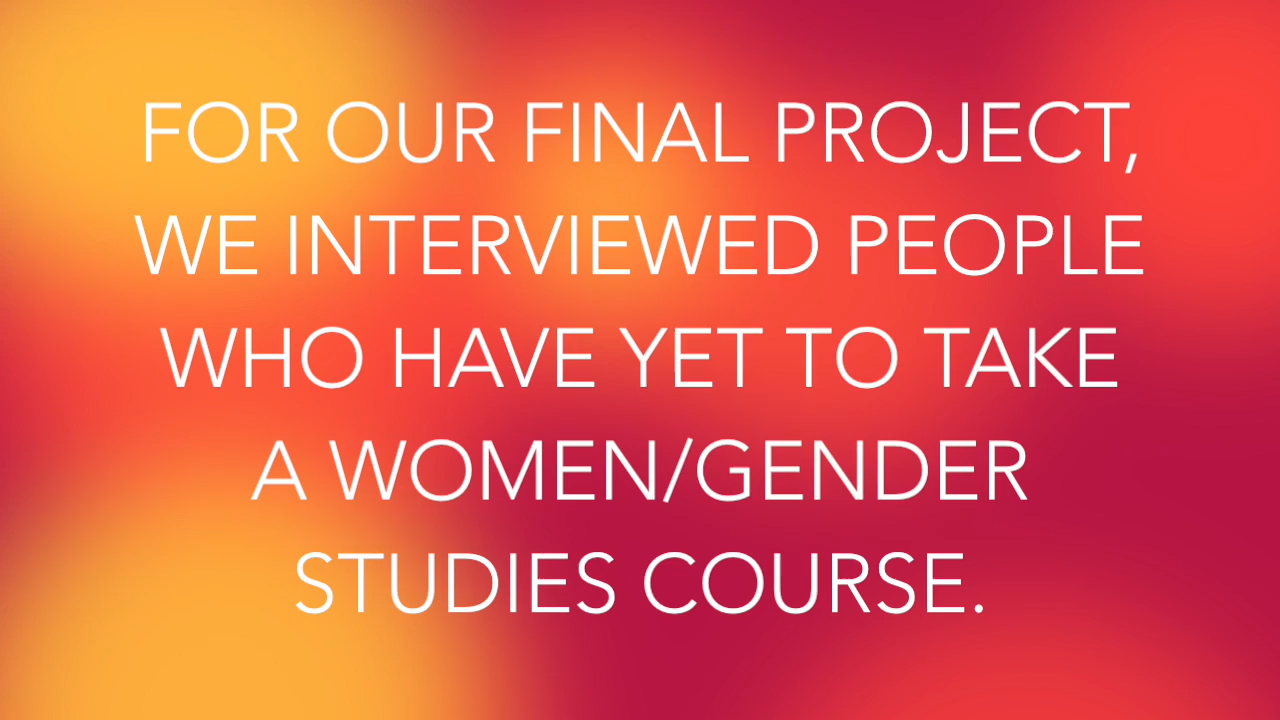 FOR OUR FINAL PROJECT,
WE INTERVIEWED PEOPLE
WHO HAVE YET TO TAKE
A WOMEN/GENDER
STUDIES COURSE.